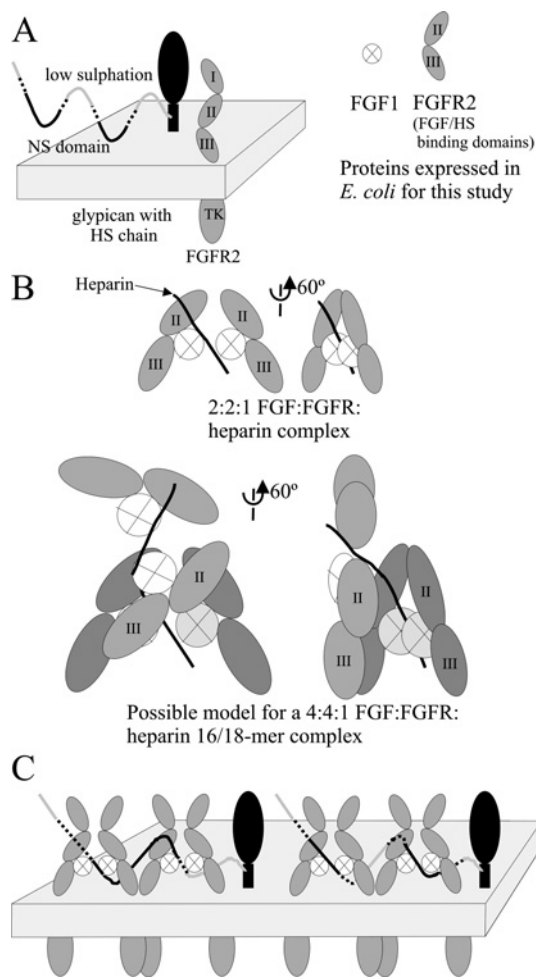 A
low sulphation
NS domain
I
II
III
TK
glypican with
HS chain
FGFR2
II
III
FGF1 FGFR2
(FGF/HS
binding domains)
Proteins expressed in
E. coli for this study
B
Heparin
II
III
II
III
60º
2:2:1 FGF:FGFR:
heparin complex
60º
II
III
II
II
III
III
Possible model for a 4:4:1 FGF:FGFR:
heparin 16/18-mer complex
C